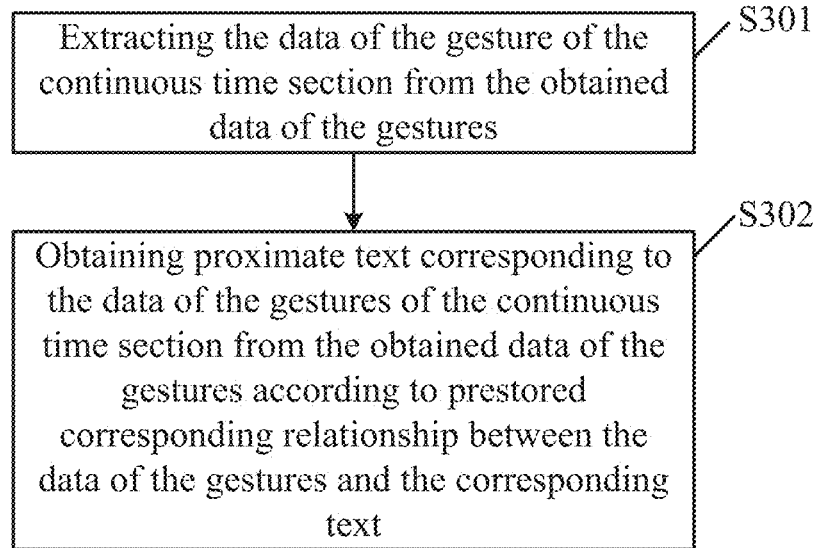 S301
Extracting the data of the gesture of the
continuous time section from the obtained
data of the gestures
S302
Obtaining proximate text corresponding to
the data of the gestures of the continuous
time section from the obtained data of the
gestures according to prestored
corresponding relationship between the
data of the gestures and the corresponding
text